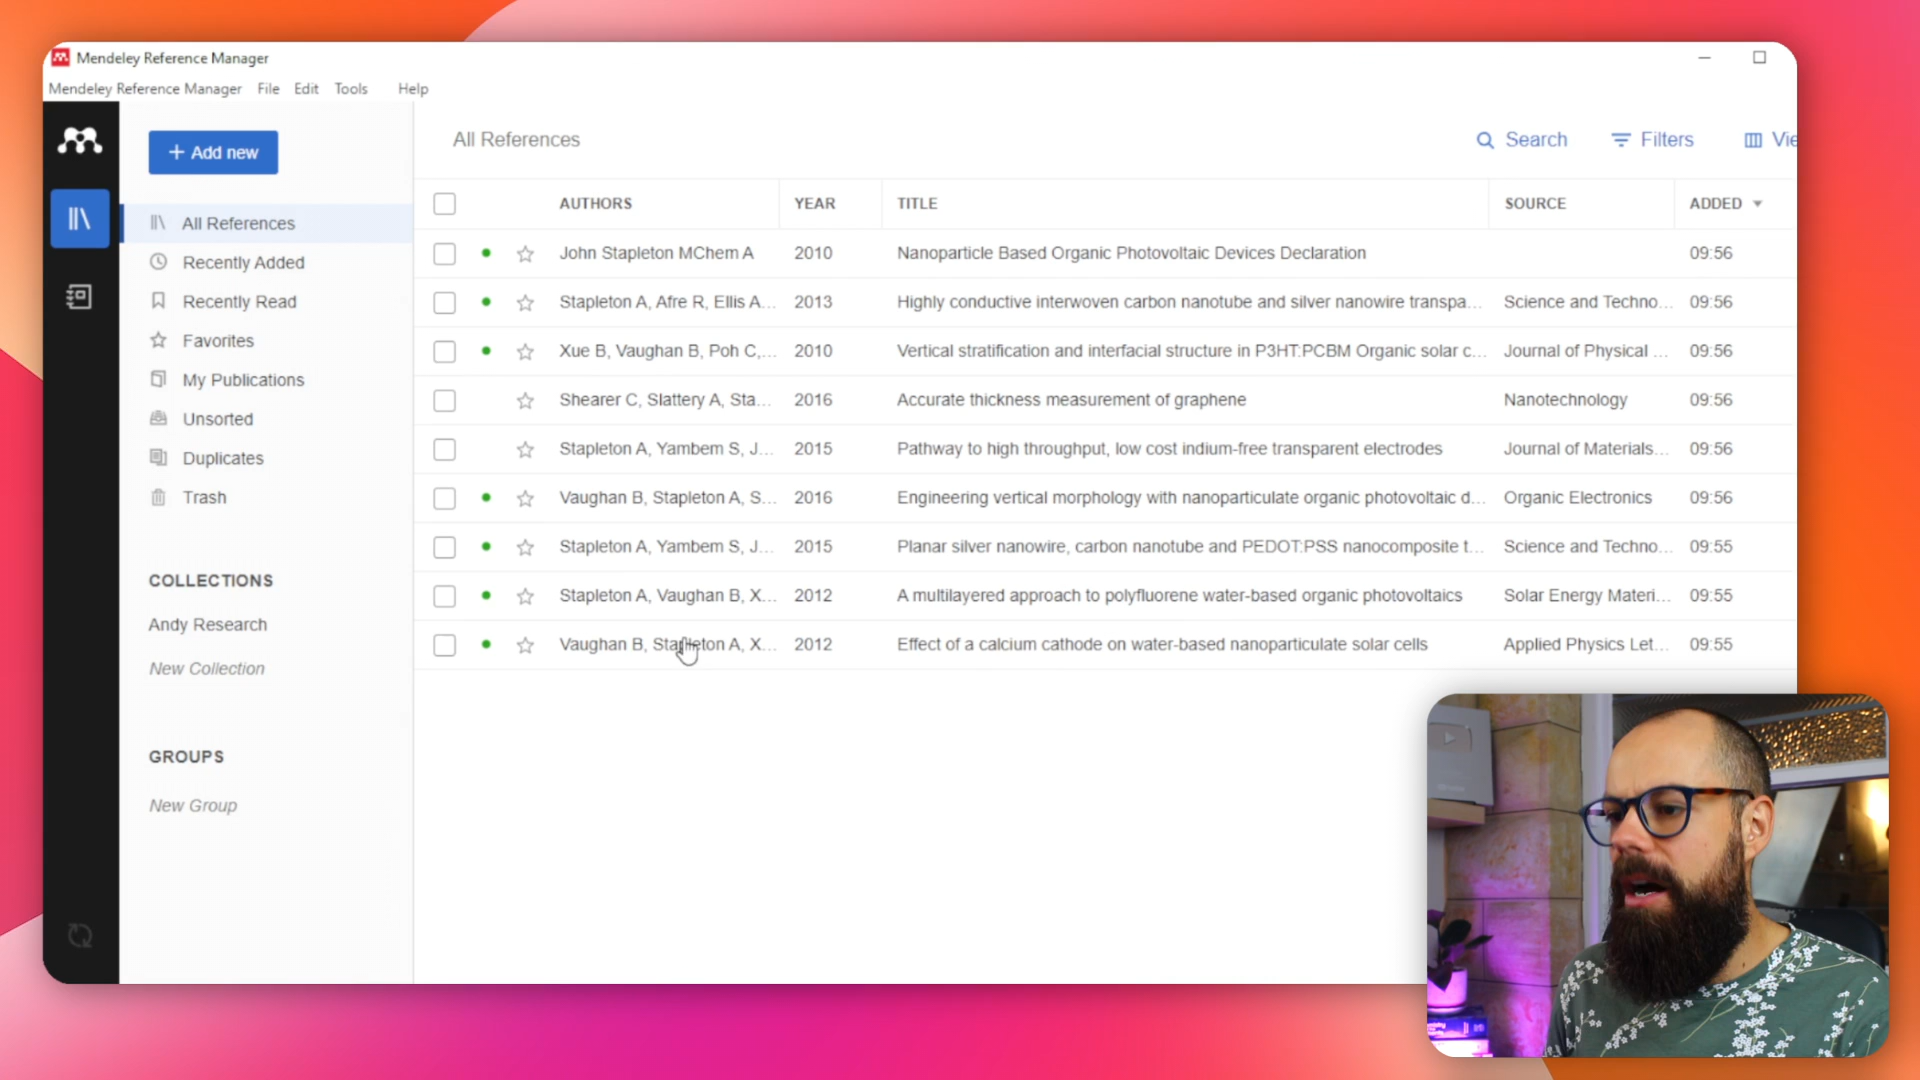 Mendeley Reference Manager
Mendeley Reference Manager File Edit Tools Help
+ Add new
All References
Recently Added
Recently Read
Favorites
My Publications
Unsorted
Duplicates
Trash
COLLECTIONS
Andy Research
New Collection
GROUPS
New Group
All References
Search Filters Vie
AUTHORS YEAR TITLE SOURCE ADDED
John Stapleton MChem A 2010 Nanoparticle Based Organic Photovoltaic Devices Declaration 09:56
Stapleton A, Afre R, Ellis A... 2013 Highly conductive interwoven carbon nanotube and silver nanowire transpa... Science and Techno... 09:56
Xue B, Vaughan B, Poh C,... 2010 Vertical stratification and interfacial structure in P3HT:PCBM Organic solar c... Journal of Physical ... 09:56
Shearer C, Slattery A, Sta... 2016 Accurate thickness measurement of graphene Nanotechnology 09:56
Stapleton A, Yambem S, J... 2015 Pathway to high throughput, low cost indium-free transparent electrodes Journal of Materials... 09:56
Vaughan B, Stapleton A, S... 2016 Engineering vertical morphology with nanoparticulate organic photovoltaic d... Organic Electronics 09:56
Stapleton A, Yambem S, J... 2015 Planar silver nanowire, carbon nanotube and PEDOT:PSS nanocomposite t... Science and Techno... 09:55
Stapleton A, Vaughan B, X... 2012 A multilayered approach to polyfluorene water-based organic photovoltaics Solar Energy Materi... 09:55
Vaughan B, Stapleton A, X... 2012 Effect of a calcium cathode on water-based nanoparticulate solar cells Applied Physics Let... 09:55